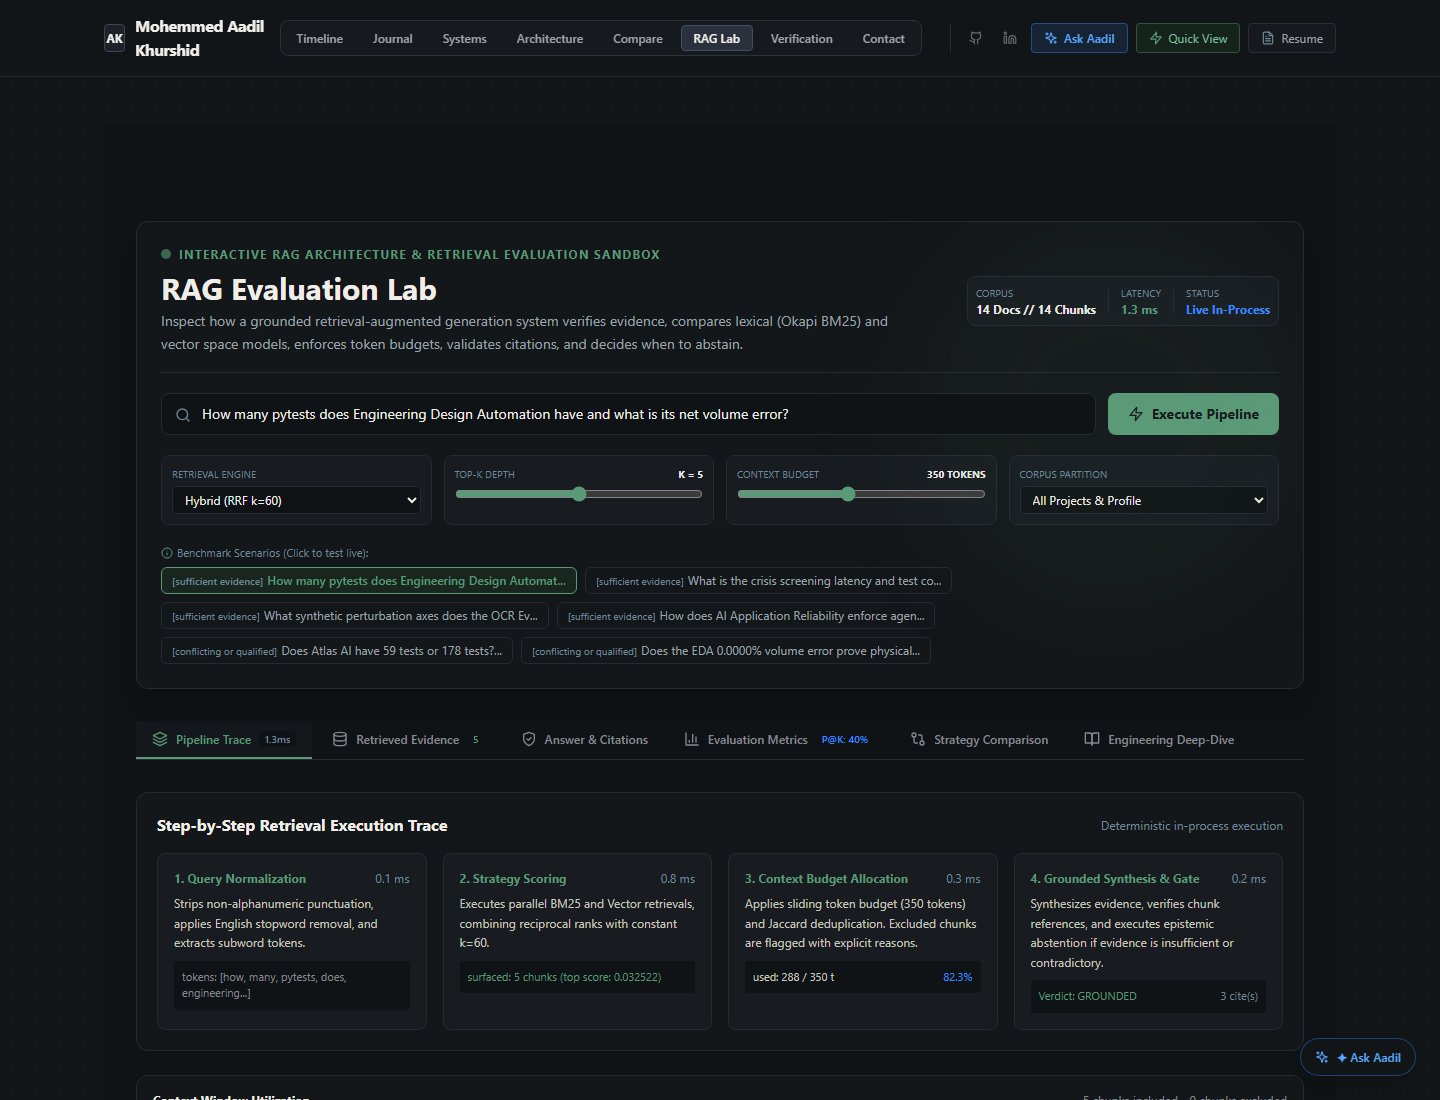 AK
Mohemmed Aadil
Khurshid
Timeline
Journal
Systems
Architecture
Compare
RAG Lab
Verification
Contact
Ask Aadil
Quick View
Resume
INTERACTIVE RAG ARCHITECTURE & RETRIEVAL EVALUATION SANDBOX
RAG Evaluation Lab
Inspect how a grounded retrieval-augmented generation system verifies evidence, compares lexical (Okapi BM25) and
vector space models, enforces token budgets, validates citations, and decides when to abstain.
CORPUS
14 Docs // 14 Chunks
LATENCY
1.3 ms
STATUS
Live In-Process
How many pytests does Engineering Design Automation have and what is its net volume error?
Execute Pipeline
RETRIEVAL ENGINE
Hybrid (RRF k=60)
TOP-K DEPTH
K = 5
CONTEXT BUDGET
350 TOKENS
CORPUS PARTITION
All Projects & Profile
Benchmark Scenarios (Click to test live):
[sufficient evidence] How many pytests does Engineering Design Automat...
[sufficient evidence] What is the crisis screening latency and test co...
[sufficient evidence] What synthetic perturbation axes does the OCR Ev...
[sufficient evidence] How does AI Application Reliability enforce agen...
[conflicting or qualified] Does Atlas AI have 59 tests or 178 tests?...
[conflicting or qualified] Does the EDA 0.0000% volume error prove physical...
Pipeline Trace 1.3ms
Retrieved Evidence 5
Answer & Citations
Evaluation Metrics P@K: 40%
Strategy Comparison
Engineering Deep-Dive
Step-by-Step Retrieval Execution Trace
Deterministic in-process execution
1. Query Normalization 0.1 ms
Strips non-alphanumeric punctuation,
applies English stopword removal, and
extracts subword tokens.
tokens: [how, many, pytests, does,
engineering...]
2. Strategy Scoring 0.8 ms
Executes parallel BM25 and Vector retrievals,
combining reciprocal ranks with constant
k=60.
surfaced: 5 chunks (top score: 0.032522)
3. Context Budget Allocation 0.3 ms
Applies sliding token budget (350 tokens)
and Jaccard deduplication. Excluded chunks
are flagged with explicit reasons.
used: 288 / 350 t 82.3%
4. Grounded Synthesis & Gate 0.2 ms
Synthesizes evidence, verifies chunk
references, and executes epistemic
abstention if evidence is insufficient or
contradictory.
Verdict: GROUNDED 3 cite(s)
✦ Ask Aadil
Context Window Utilization
5 chunks included · 0 chunks excluded